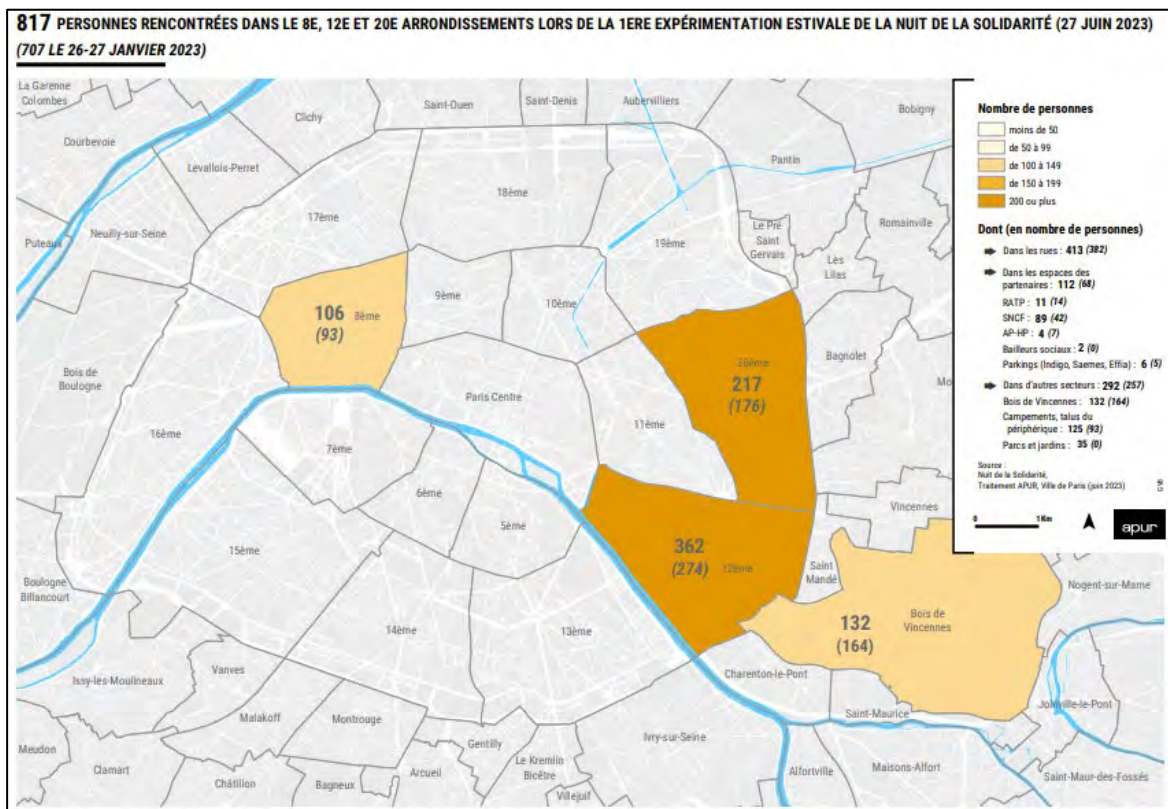 817 PERSONNES RENCONTRÉES DANS LE 8E, 12E ET 20E ARRONDISSEMENTS LORS DE LA 1ERE EXPÉRIMENTATION ESTIVALE DE LA NUIT DE LA SOLIDARITÉ (27 JUIN 2023)
(707 LE 26-27 JANVIER 2023)
La Garenne
Colombes
Courbevoie
Clichy
Saint-Ouen
Saint-Denis
Aubervilliers
Bobigny
Levallois-Perret
Pantin
Puteaux
Neuilly-sur-Seine
17ème
18ème
19ème
Le Pré
Saint
Gervais
Romainville
Les
Lilas
106
8ème
(93)
9ème
10ème
Bois de
Boulogne
Paris Centre
20ème
217
(176)
Bagnolet
11ème
16ème
7ème
6ème
5ème
Vincennes
15ème
362
(274)
12ème
Saint
Mandé
Boulogne
Billancourt
14ème
13ème
132
(164)
Bois de
Vincennes
Nogent-sur-Marne
Issy-les-Moulineaux
Vanves
Malakoff
Montrouge
Charenton-le-Pont
Saint-Maurice
Joinville-le-Pont
Meudon
Clamart
Châtillon
Bagneux
Arcueil
Gentilly
Le Kremlin
Bicêtre
Villejuif
Ivry-sur-Seine
Alfortville
Maisons-Alfort
Saint-Maur-des-Fossés
Nombre de personnes
moins de 50
de 50 à 99
de 100 à 149
de 150 à 199
200 ou plus
Dont (en nombre de personnes)
Dans les rues : 413 (382)
Dans les espaces des
partenaires : 112 (68)
RATP : 11 (14)
SNCF : 89 (42)
AP-HP : 4 (7)
Bailleurs sociaux : 2 (0)
Parkings (Indigo, Saemes, Effia) : 6 (5)
Dans d'autres secteurs : 292 (257)
Bois de Vincennes : 132 (164)
Campements, talus du
périphérique : 125 (93)
Parcs et jardins : 35 (0)
Source :
Nuit de la Solidarité,
Traitement APUR, Ville de Paris (juin 2023)
0 1 Km
apur